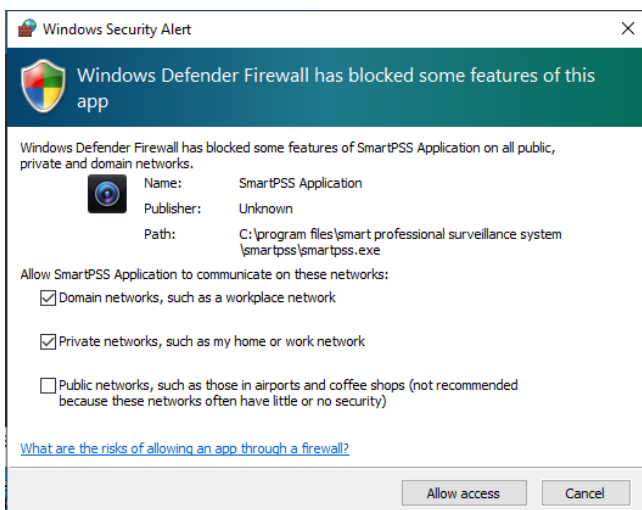 Windows Security Alert
Windows Defender Firewall has blocked some features of this
app
Windows Defender Firewall has blocked some features of SmartPSS Application on all public,
private and domain networks.
Name: SmartPSS Application
Publisher: Unknown
Path: C:\program files\smart professional surveillance system
\smartpss\smartpss.exe
Allow SmartPSS Application to communicate on these networks:
Domain networks, such as a workplace network
Private networks, such as my home or work network
Public networks, such as those in airports and coffee shops (not recommended
because these networks often have little or no security)
What are the risks of allowing an app through a firewall?
Allow access Cancel